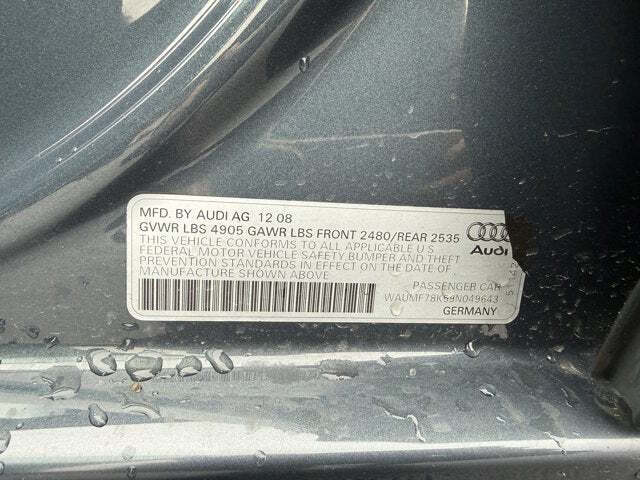 MFD. BY AUDI AG 12 08
GVWR LBS 4905 GAWR LBS FRONT 2480/REAR 2535
THIS VEHICLE CONFORMS TO ALL APPLICABLE U.S.
FEDERAL MOTOR VEHICLE SAFETY,BUMPER AND THEFT
PREVENTION STANDARDS IN EFFECT ON THE DATE OF
MANUFACTURE SHOWN ABOVE
Audi
PASSENGER CAR
WAUMF78K59N049643
GERMANY